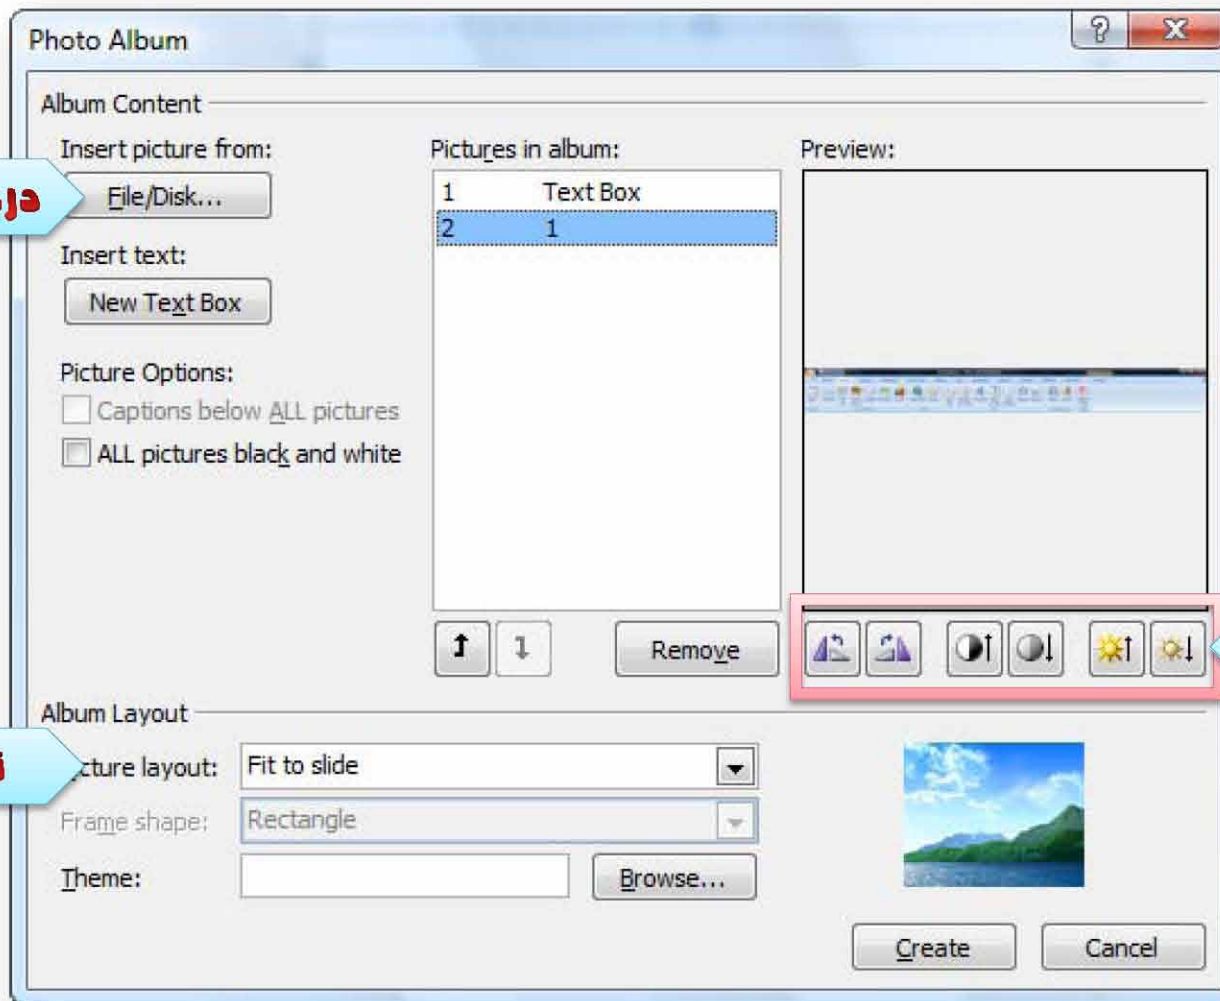 Photo Album
Album Content
Insert picture from:
File/Disk...
Insert text:
New Text Box
Picture Options:
Captions below ALL pictures
ALL pictures black and white
Pictures in album:
1 Text Box
2 1
Remove
Preview:
Album Layout
Picture layout: Fit to slide
Frame shape: Rectangle
Theme:
Browse...
Create
Cancel